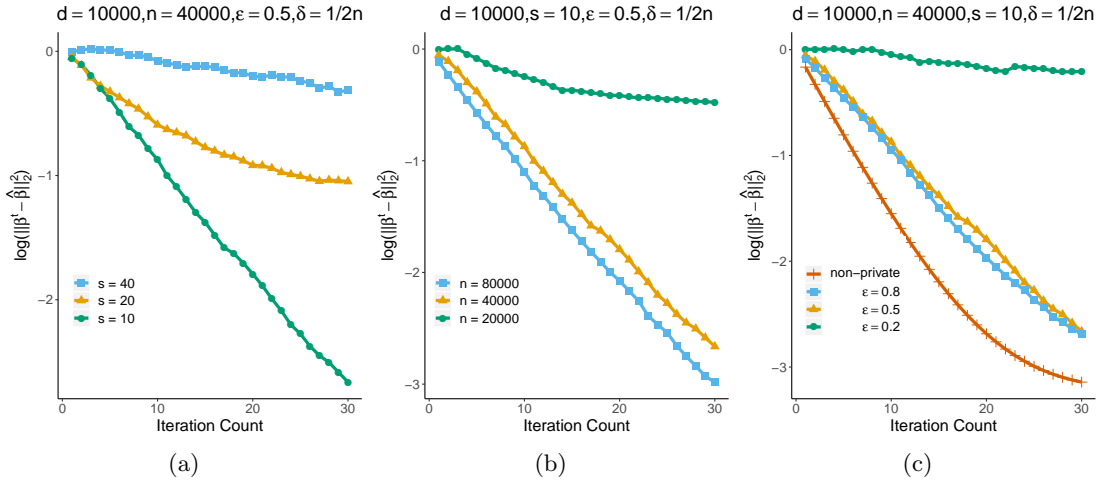 d = 10000,n = 40000,ε = 0.5,δ = 1/2n
log(||β^t − β̂||²₂)
0
−1
−2
s = 40
s = 20
s = 10
0 10 20 30
Iteration Count
(a)
d = 10000,s = 10,ε = 0.5,δ = 1/2n
log(||β^t − β̂||²₂)
0
−1
−2
−3
n = 80000
n = 40000
n = 20000
0 10 20 30
Iteration Count
(b)
d = 10000,n = 40000,s = 10,δ = 1/2n
log(||β^t − β̂||²₂)
0
−1
−2
−3
non−private
ε = 0.8
ε = 0.5
ε = 0.2
0 10 20 30
Iteration Count
(c)